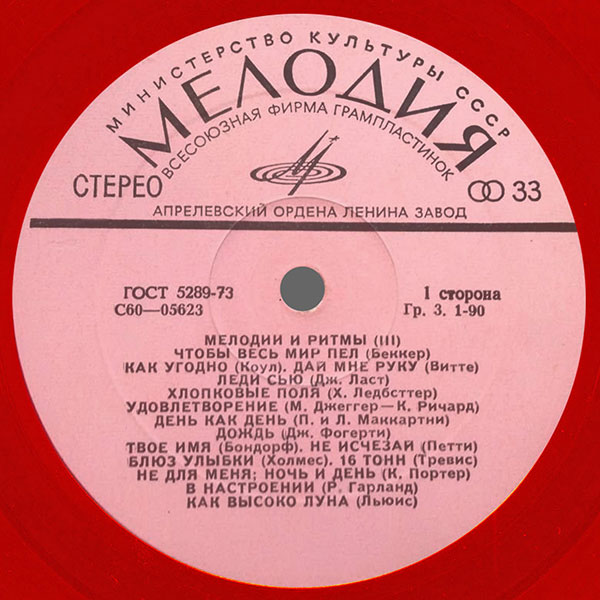 МИНИСТЕРСТВО КУЛЬТУРЫ СССР
МЕЛОДИЯ
ВСЕСОЮЗНАЯ ФИРМА ГРАМПЛАСТИНОК
СТЕРЕО
33
АПРЕЛЕВСКИЙ ОРДЕНА ЛЕНИНА ЗАВОД
ГОСТ 5289-73
1 сторона
С60—05623
Гр. 3. 1-90
МЕЛОДИИ И РИТМЫ (III)
ЧТОБЫ ВЕСЬ МИР ПЕЛ (Беккер)
КАК УГОДНО (Коул). ДАЙ МНЕ РУКУ (Витте)
ЛЕДИ СЬЮ (Дж. Ласт)
ХЛОПКОВЫЕ ПОЛЯ (Х. Ледбсттер)
УДОВЛЕТВОРЕНИЕ (М. Джеггер—К. Ричард)
ДЕНЬ КАК ДЕНЬ (П. и Л. Маккартни)
ДОЖДЬ (Дж. Фогерти)
ТВОЕ ИМЯ (Бондорф). НЕ ИСЧЕЗАЙ (Петти)
БЛЮЗ УЛЫБКИ (Холмес). 16 ТОНН (Тревис)
НЕ ДЛЯ МЕНЯ; НОЧЬ И ДЕНЬ (К. Портер)
В НАСТРОЕНИИ (Р. Гарланд)
КАК ВЫСОКО ЛУНА (Льюис)